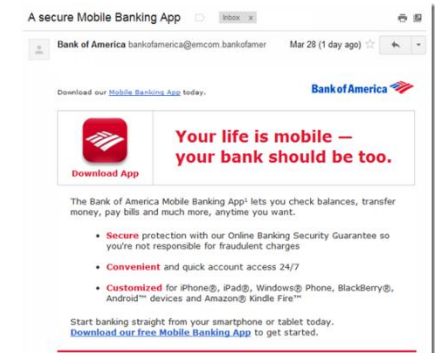 A secure Mobile Banking App
Inbox x
Bank of America bankofamerica@emcom.bankofamer Mar 28 (1 day ago)
Download our Mobile Banking App today.
Bank of America
Download App
Your life is mobile —
your bank should be too.
The Bank of America Mobile Banking App¹ lets you check balances, transfer
money, pay bills and much more, anytime you want.
• Secure protection with our Online Banking Security Guarantee so
you're not responsible for fraudulent charges
• Convenient and quick account access 24/7
• Customized for iPhone®, iPad®, Windows® Phone, BlackBerry®,
Android™ devices and Amazon® Kindle
Fire™
Start banking straight from your smartphone or tablet today.
Download our free Mobile Banking App to get started.